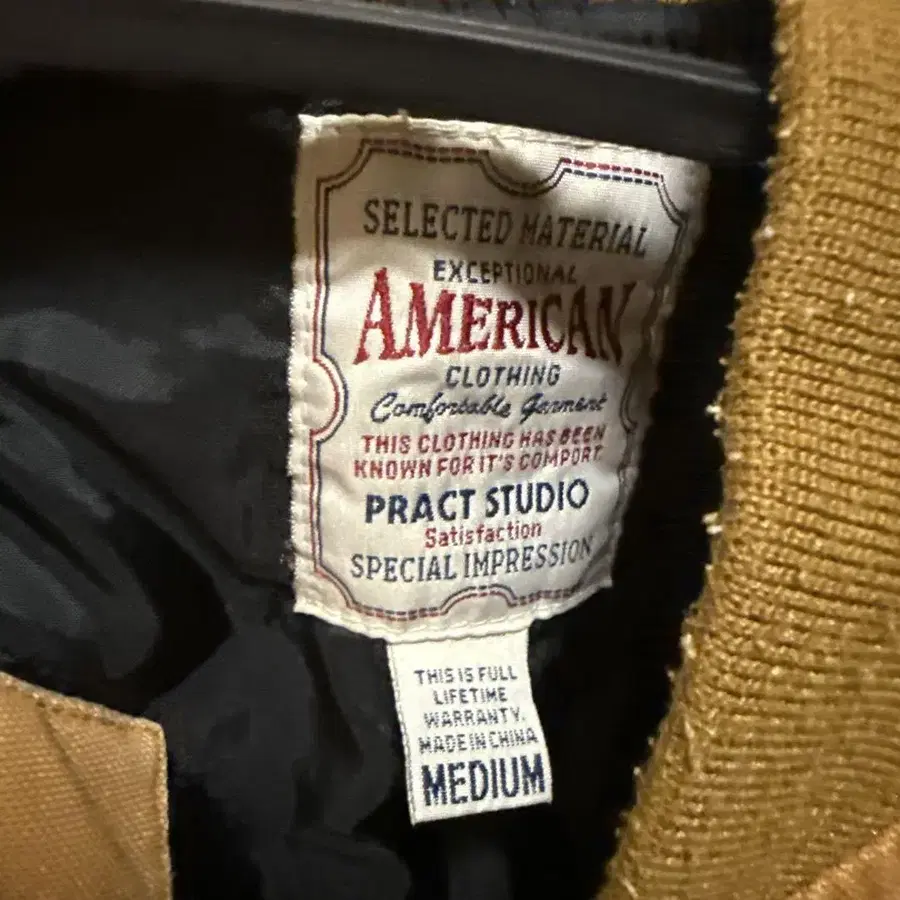 SELECTED MATERIAL
EXCEPTIONAL
AMERICAN
CLOTHING
Comfortable Garment
THIS CLOTHING HAS BEEN
KNOWN FOR IT'S COMFORT.
PRACT STUDIO
Satisfaction
SPECIAL IMPRESSION
THIS IS FULL
LIFETIME
WARRANTY.
MADE IN CHINA
MEDIUM